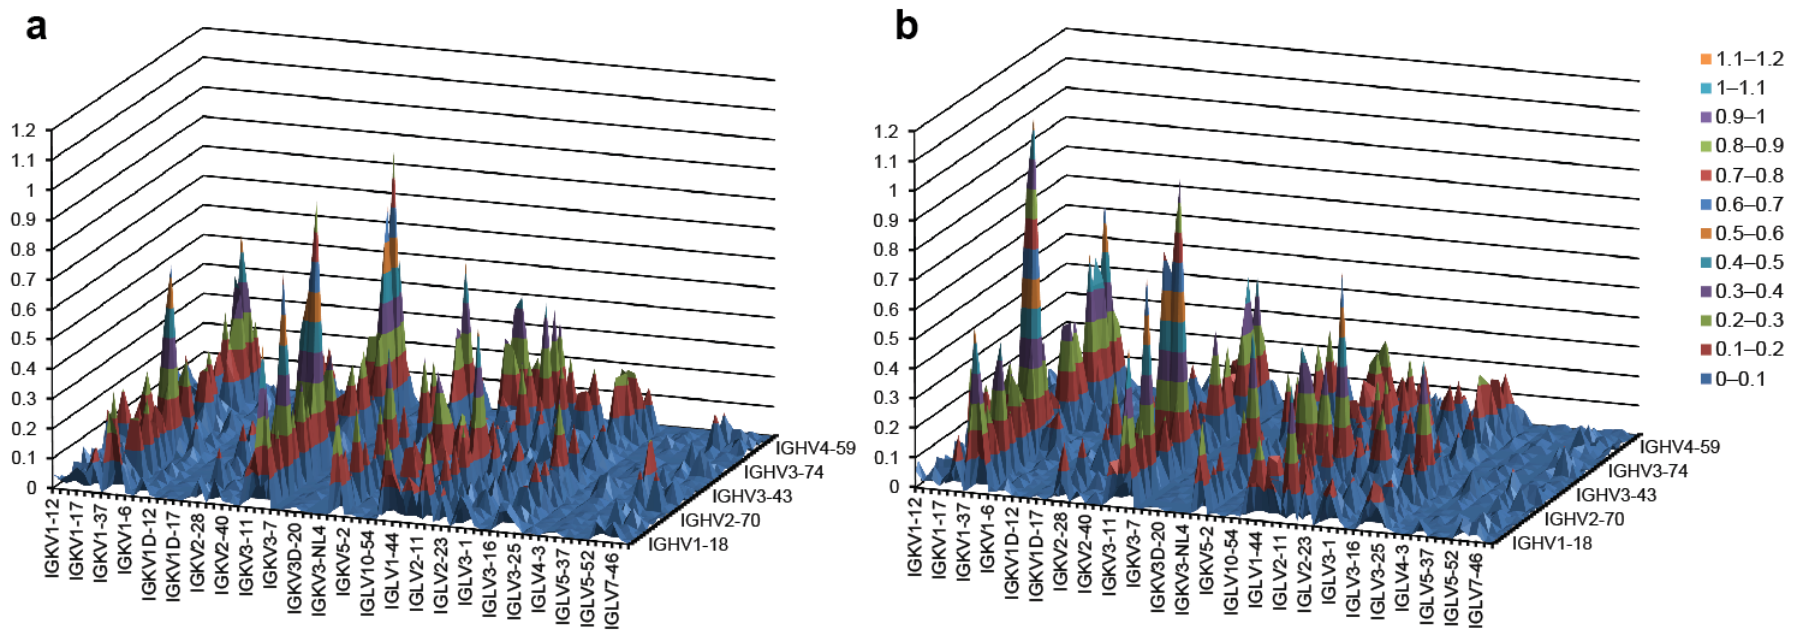 a
1.2
1.1
1
0.9
0.8
0.7
0.6
0.5
0.4
0.3
0.2
0.1
0
IGKV1-12
IGKV1-17
IGKV1-37
IGKV1-6
IGKV1D-12
IGKV1D-17
IGKV2-28
IGKV2-40
IGKV3-11
IGKV3-7
IGKV3D-20
IGKV3-NL4
IGKV5-2
IGLV10-54
IGLV1-44
IGLV2-11
IGLV2-23
IGLV3-1
IGLV3-16
IGLV3-25
IGLV4-3
IGLV5-37
IGLV5-52
IGLV7-46
IGHV4-59
IGHV3-74
IGHV3-43
IGHV2-70
IGHV1-18
b
1.2
1.1
1
0.9
0.8
0.7
0.6
0.5
0.4
0.3
0.2
0.1
0
IGKV1-12
IGKV1-17
IGKV1-37
IGKV1-6
IGKV1D-12
IGKV1D-17
IGKV2-28
IGKV2-40
IGKV3-11
IGKV3-7
IGKV3D-20
IGKV3-NL4
IGKV5-2
IGLV10-54
IGLV1-44
IGLV2-11
IGLV2-23
IGLV3-1
IGLV3-16
IGLV3-25
IGLV4-3
IGLV5-37
IGLV5-52
IGLV7-46
IGHV4-59
IGHV3-74
IGHV3-43
IGHV2-70
IGHV1-18
1.1–1.2
1–1.1
0.9–1
0.8–0.9
0.7–0.8
0.6–0.7
0.5–0.6
0.4–0.5
0.3–0.4
0.2–0.3
0.1–0.2
0–0.1